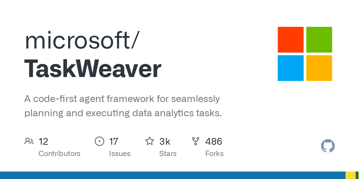 microsoft/
TaskWeaver
A code-first agent framework for seamlessly
planning and executing data analytics tasks.
12 17 3k 486
Contributors Issues Stars Forks